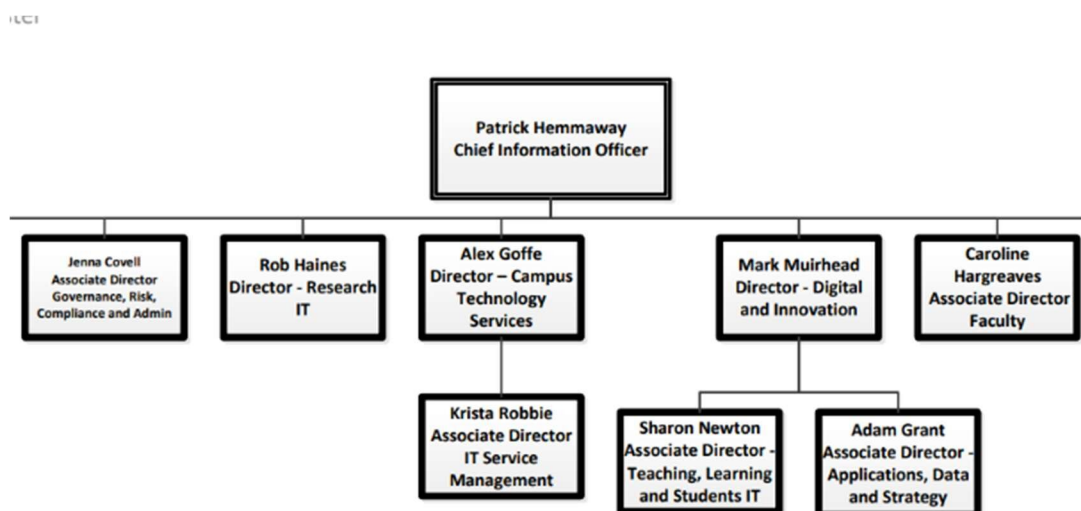 Patrick Hemmaway
Chief Information Officer
Jenna Covell
Associate Director
Governance, Risk,
Compliance and Admin
Rob Haines
Director - Research
IT
Alex Goffe
Director – Campus
Technology
Services
Mark Muirhead
Director - Digital
and Innovation
Caroline
Hargreaves
Associate Director
Faculty
Krista Robbie
Associate Director
IT Service
Management
Sharon Newton
Associate Director -
Teaching, Learning
and Students IT
Adam Grant
Associate Director -
Applications, Data
and Strategy